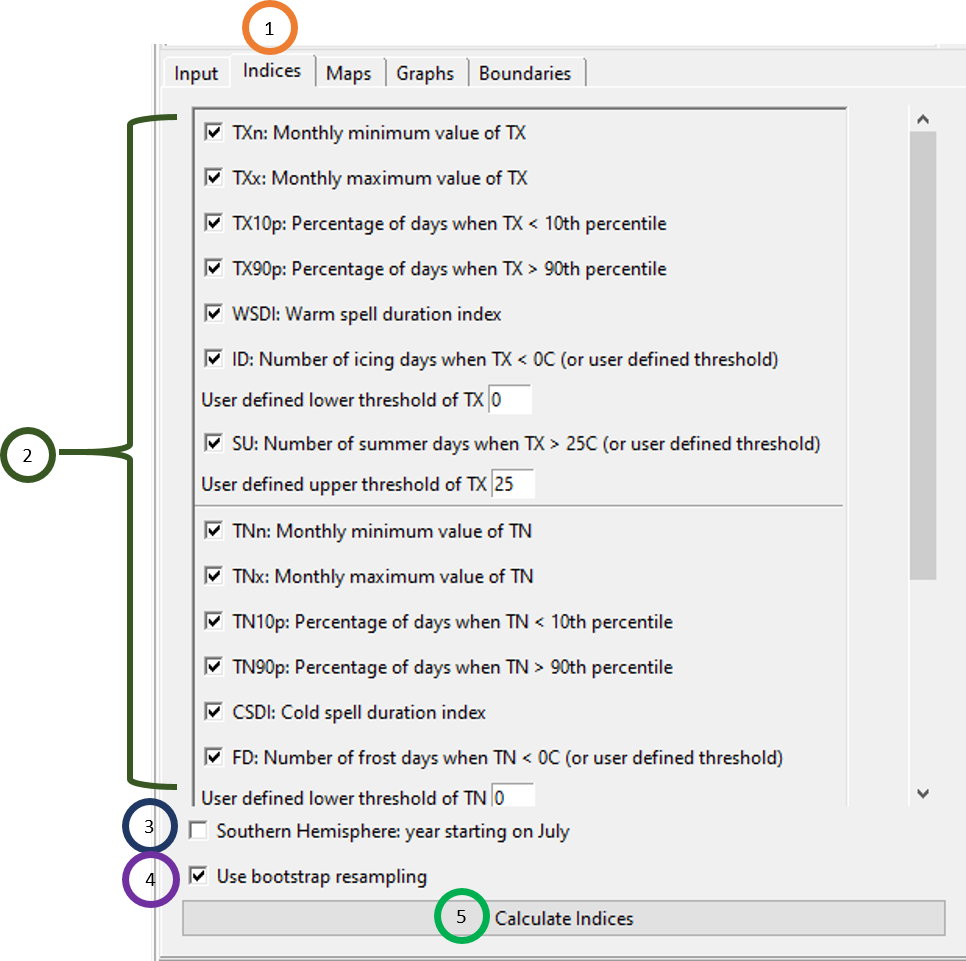 1
Input Indices Maps Graphs Boundaries
TXn: Monthly minimum value of TX
TXx: Monthly maximum value of TX
TX10p: Percentage of days when TX < 10th percentile
TX90p: Percentage of days when TX > 90th percentile
WSDI: Warm spell duration index
ID: Number of icing days when TX < 0C (or user defined threshold)
User defined lower threshold of TX 0
SU: Number of summer days when TX > 25C (or user defined threshold)
2
User defined upper threshold of TX 25
TNn: Monthly minimum value of TN
TNx: Monthly maximum value of TN
TN10p: Percentage of days when TN < 10th percentile
TN90p: Percentage of days when TN > 90th percentile
CSDI: Cold spell duration index
FD: Number of frost days when TN < 0C (or user defined threshold)
User defined lower threshold of TN 0
3 Southern Hemisphere: year starting on July
4 Use bootstrap resampling
5 Calculate Indices